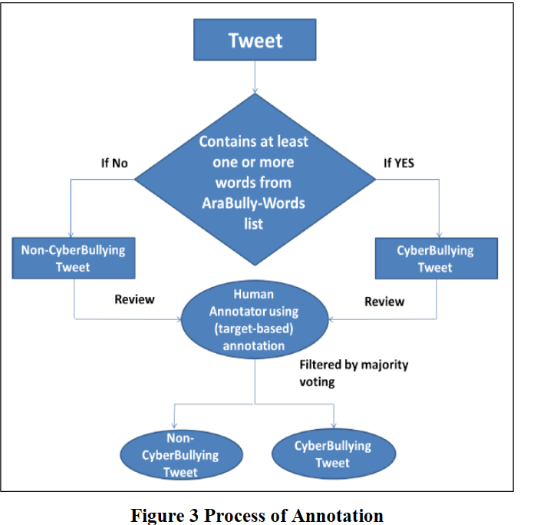 Tweet
Contains at least
one or more
words from
AraBully-Words
list
If No
If YES
Non-CyberBullying
Tweet
CyberBullying
Tweet
Review
Human
Annotator using
(target-based)
annotation
Review
Filtered by majority
voting
Non-
CyberBullying
Tweet
CyberBullying
Tweet
Figure 3 Process of Annotation